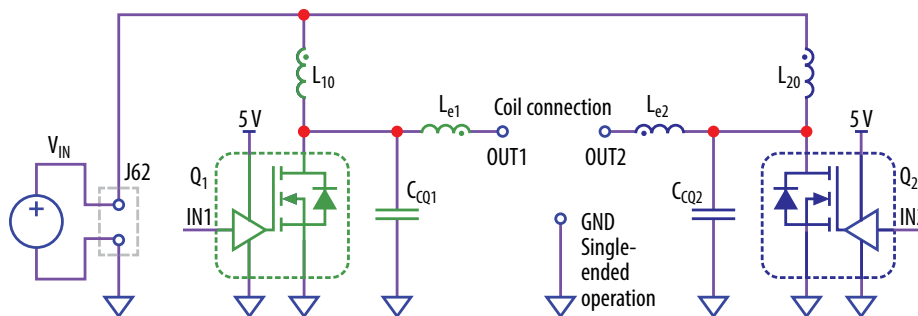 L10
L20
Le1
Coil connection
Le2
5 V
5 V
VIN
J62
OUT1
OUT2
Q1
Q2
CCQ1
CCQ2
IN1
GND
Single-
ended
operation